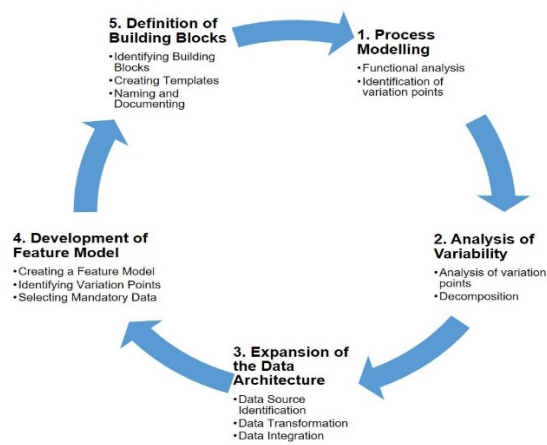 5. Definition of
Building Blocks
•Identifying Building
Blocks
•Creating Templates
•Naming and
Documenting
1. Process
Modelling
•Functional analysis
•Identification of
variation points
2. Analysis of
Variability
•Analysis of variation
points
•Decomposition
3. Expansion of
the Data
Architecture
•Data Source
Identification
•Data Transformation
•Data Integration
4. Development of
Feature Model
•Creating a Feature Model
•Identifying Variation Points
•Selecting Mandatory Data